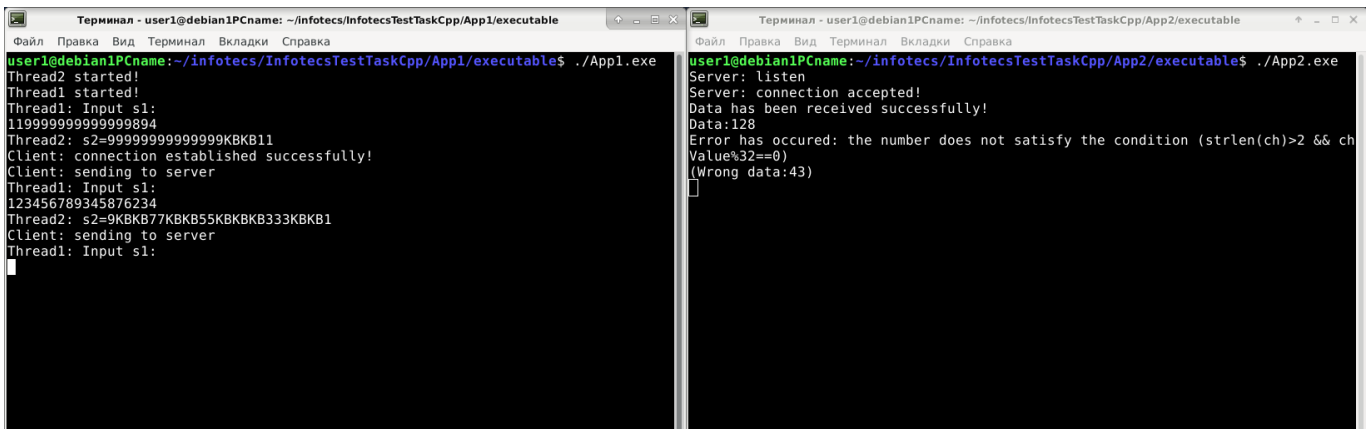 Терминал - user1@debian1PCname: ~/infotecs/InfotecsTestTaskCpp/App1/executable
Файл Правка Вид Терминал Вкладки Справка
user1@debian1PCname:~/infotecs/InfotecsTestTaskCpp/App1/executable$ ./App1.exe
Thread2 started!
Thread1 started!
Thread1: Input s1:
119999999999999894
Thread2: s2=99999999999999KBKB11
Client: connection established successfully!
Client: sending to server
Thread1: Input s1:
123456789345876234
Thread2: s2=9KBKB77KBKB55KBKBKB333KBKB1
Client: sending to server
Thread1: Input s1:
Терминал - user1@debian1PCname: ~/infotecs/InfotecsTestTaskCpp/App2/executable
Файл Правка Вид Терминал Вкладки Справка
user1@debian1PCname:~/infotecs/InfotecsTestTaskCpp/App2/executable$ ./App2.exe
Server: listen
Server: connection accepted!
Data has been received successfully!
Data:128
Error has occured: the number does not satisfy the condition (strlen(ch)>2 && ch
Value%32==0)
(Wrong data:43)